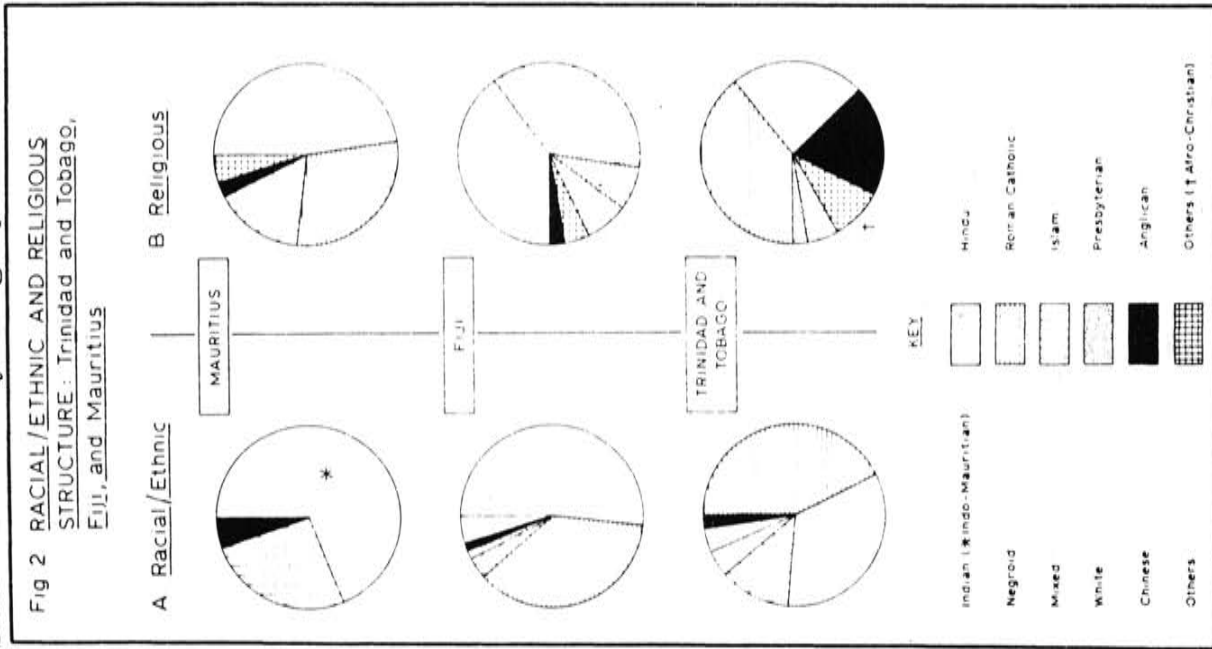 Fig 2 RACIAL/ETHNIC AND RELIGIOUS
STRUCTURE: Trinidad and Tobago,
Fiji, and Mauritius
A Racial/Ethnic
B Religious
MAURITIUS
*
FIJI
TRINIDAD AND
TOBAGO
†
KEY
Indian (*Indo-Mauritian)
Hindu
Negroid
Roman Catholic
Mixed
Islam
White
Presbyterian
Chinese
Anglican
Others
Others († Afro-Christian)